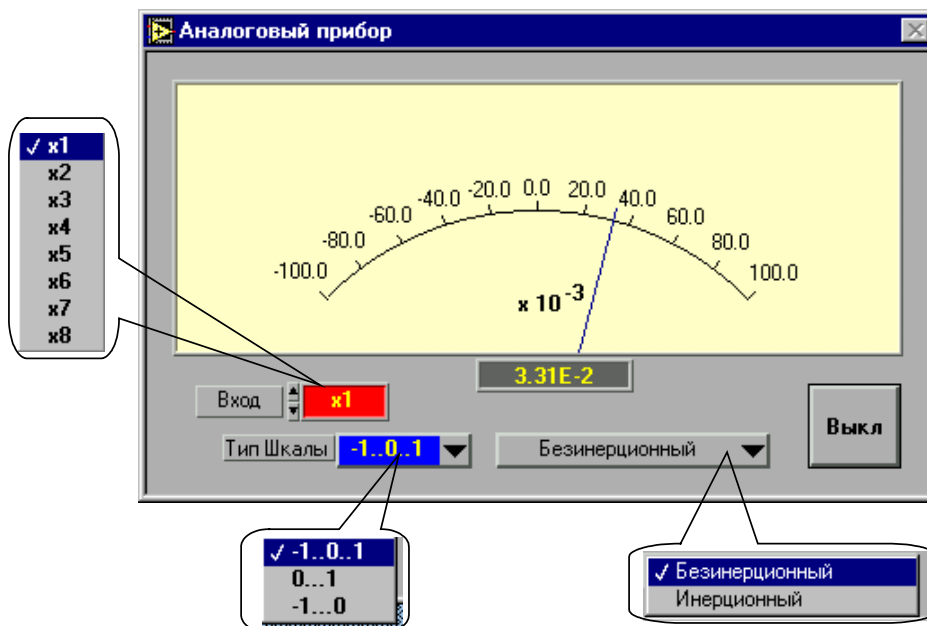 Аналоговый прибор
✓ x1
x2
x3
x4
x5
x6
x7
x8
-100.0
-80.0
-60.0
-40.0
-20.0
0.0
20.0
40.0
60.0
80.0
100.0
x 10⁻³
3.31E-2
Вход
x1
Тип Шкалы
-1..0..1
Безинерционный
Выкл
✓ -1..0..1
0...1
-1...0
✓ Безинерционный
Инерционный